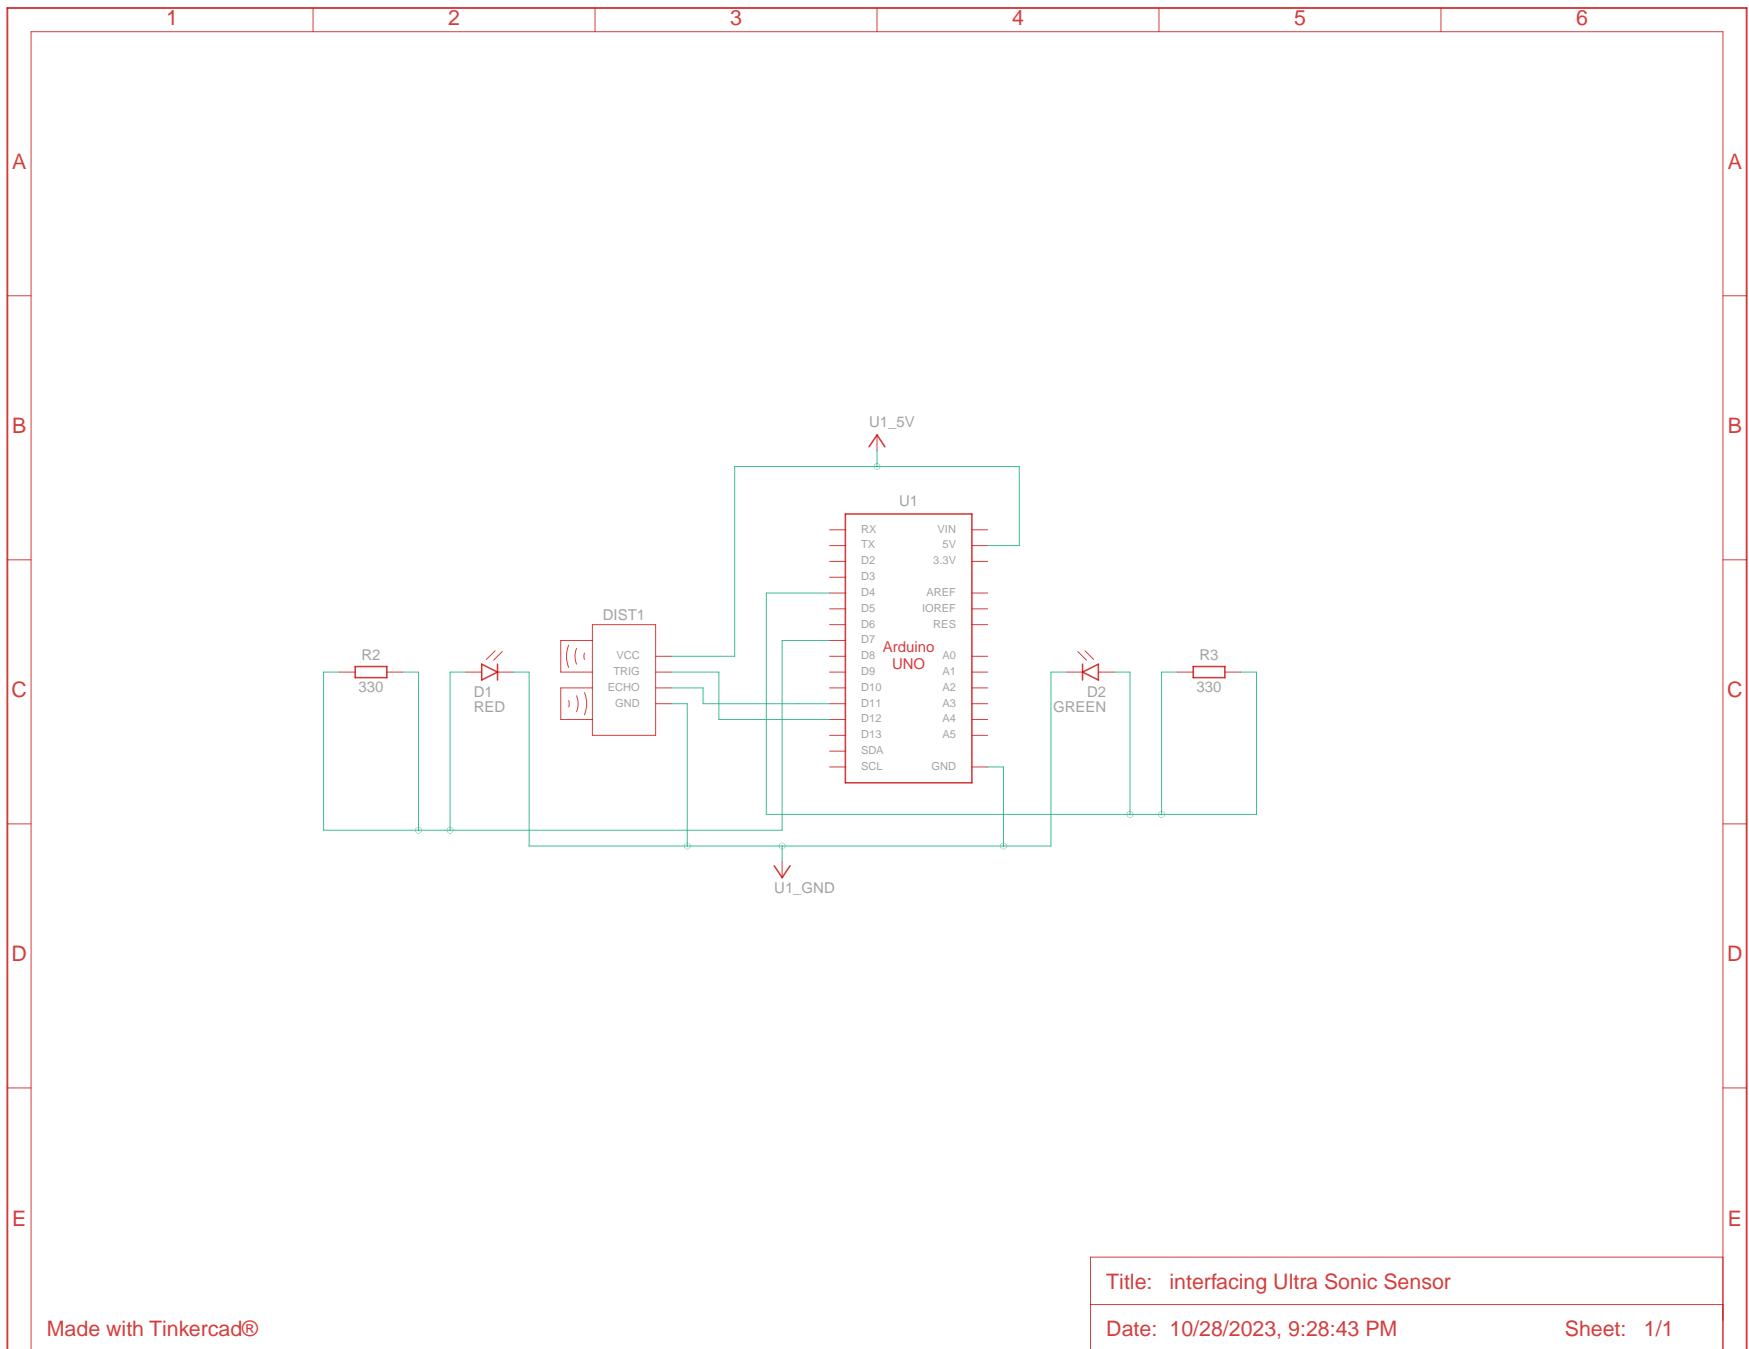 1 2 3 4 5 6
A A
B B
U1_5V
U1
RX VIN
TX 5V
D2 3.3V
D3
D4 AREF
D5 IOREF
D6 RES
D7
D8 A0
D9 A1
D10 A2
D11 A3
D12 A4
D13 A5
SDA
SCL GND
Arduino
UNO
DIST1
VCC
TRIG
ECHO
GND
R2
330
D1
RED
D2
GREEN
R3
330
C C
U1_GND
D D
E E
Title: interfacing Ultra Sonic Sensor
Made with Tinkercad®
Date: 10/28/2023, 9:28:43 PM Sheet: 1/1